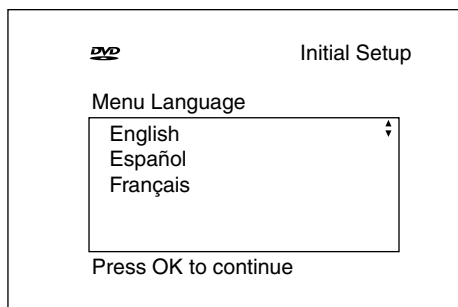 DVD
Initial Setup
Menu Language
English
Español
Français
Press OK to continue